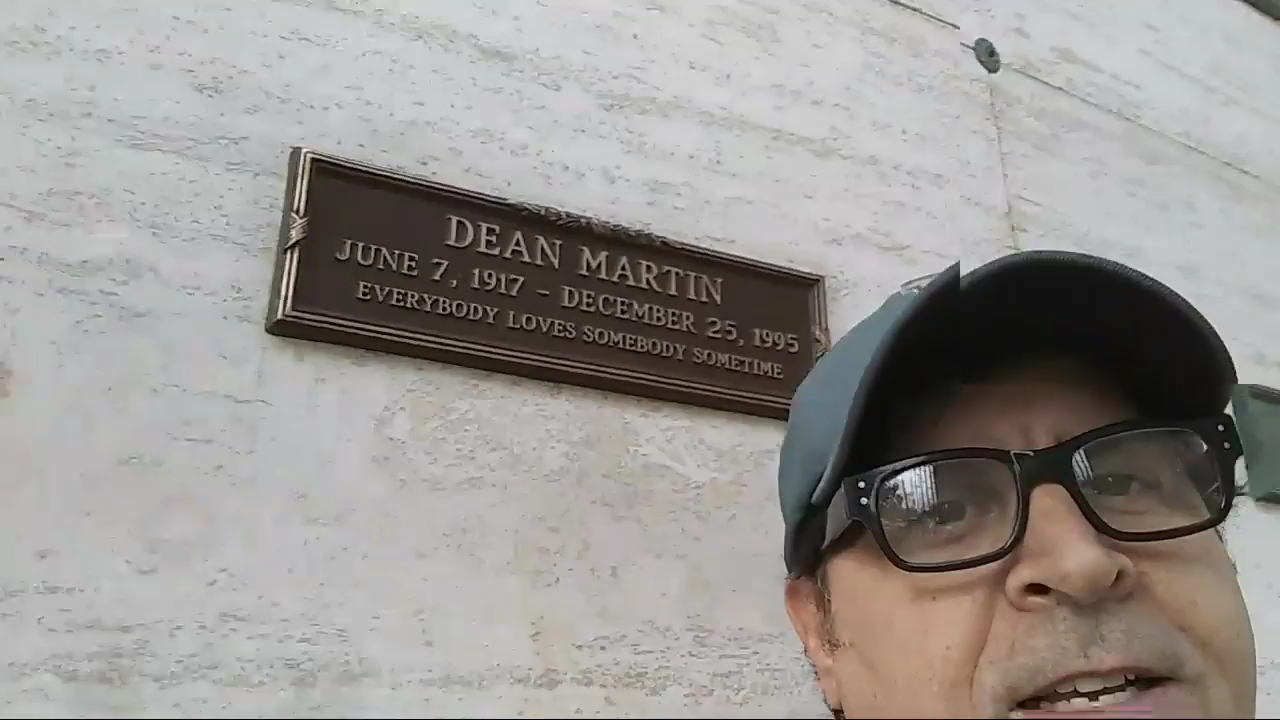 DEAN MARTIN
JUNE 7, 1917 – DECEMBER 25, 1995
EVERYBODY LOVES SOMEBODY SOMETIME